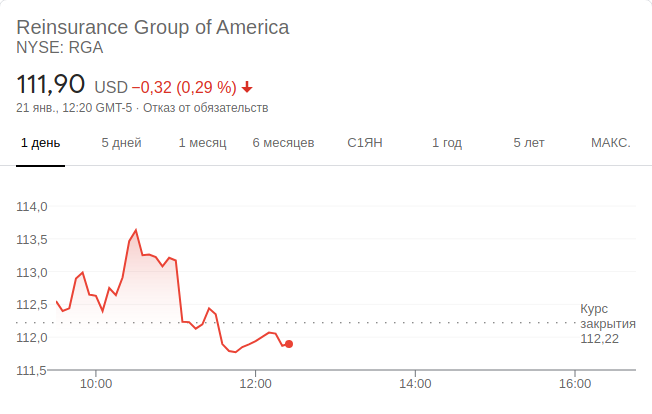 Reinsurance Group of America
NYSE: RGA
111,90 USD −0,32 (0,29 %)
21 янв., 12:20 GMT-5 · Отказ от обязательств
1 день 5 дней 1 месяц 6 месяцев С1ЯН 1 год 5 лет МАКС.
114,0
113,5
113,0
112,5
112,0
111,5
Курс
закрытия
112,22
10:00 12:00 14:00 16:00